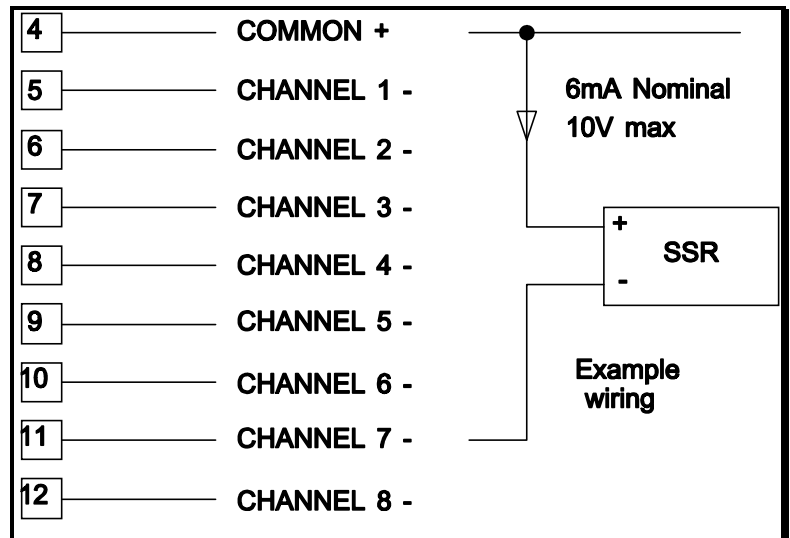 4 COMMON +
5 CHANNEL 1 -
6 CHANNEL 2 -
7 CHANNEL 3 -
8 CHANNEL 4 -
9 CHANNEL 5 -
10 CHANNEL 6 -
11 CHANNEL 7 -
12 CHANNEL 8 -
6mA Nominal
10V max
+
SSR
-
Example
wiring